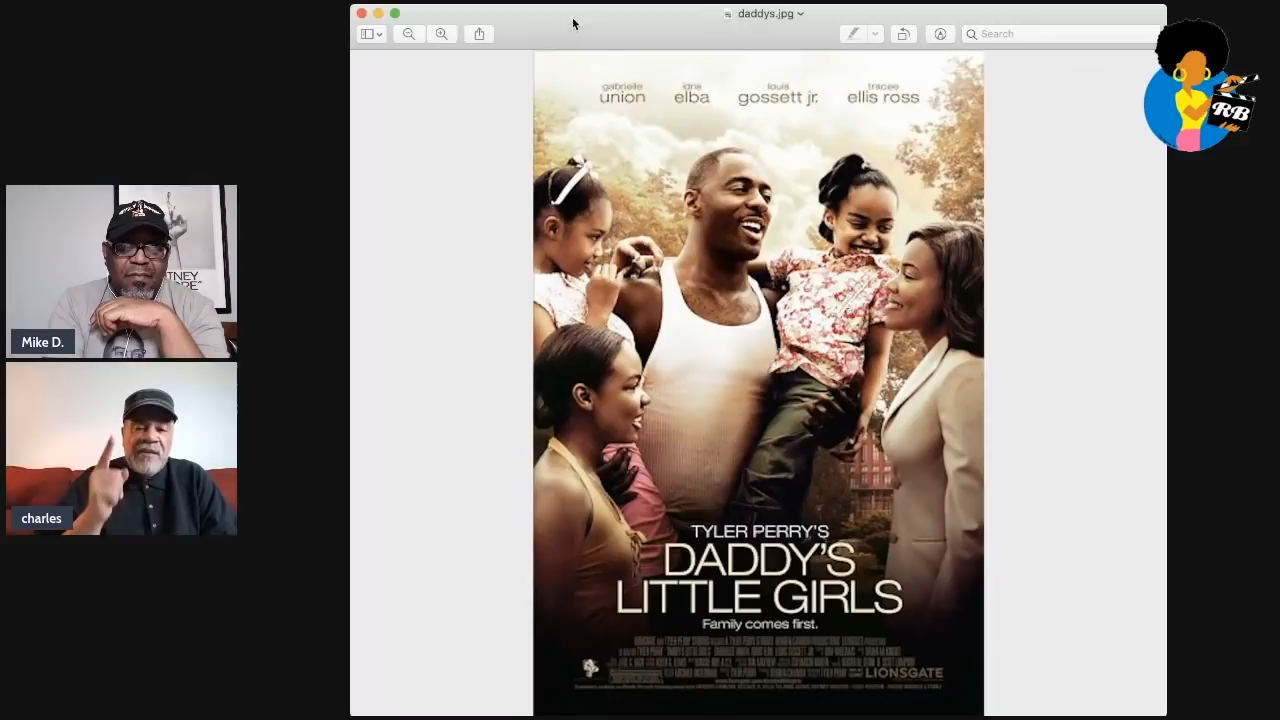 daddys.jpg
Search
gabrielle
union
idris
elba
louis
gossett jr.
tracee
ellis ross
RB
TNEY
Mike D.
charles
TYLER PERRY'S
DADDY'S
LITTLE GIRLS
Family comes first.
LIONSGATE